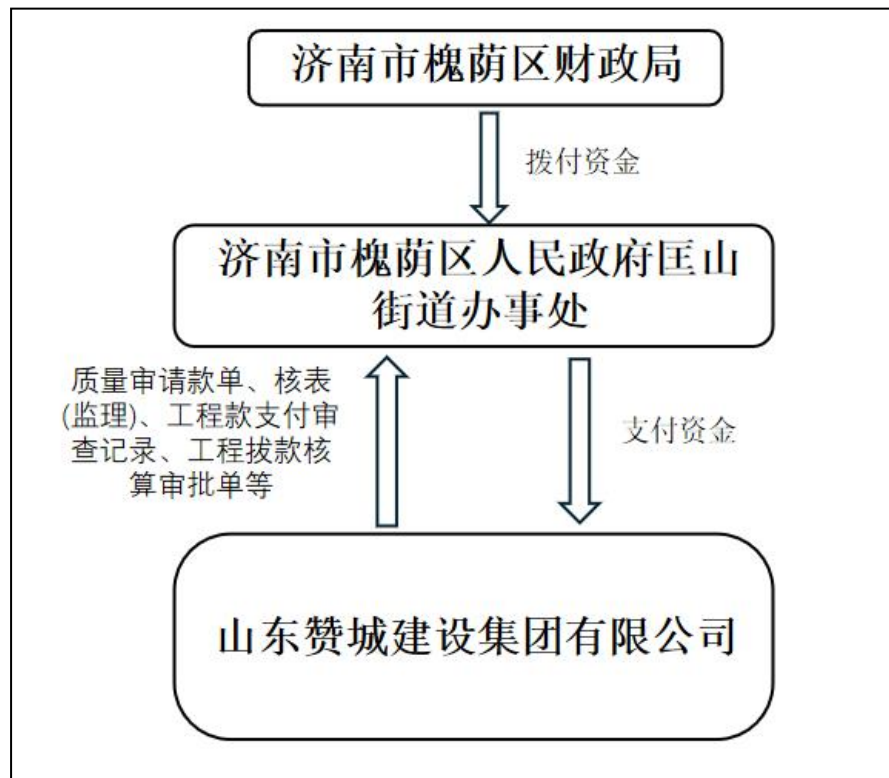 济南市槐荫区财政局
拨付资金
济南市槐荫区人民政府匡山
街道办事处
质量审请款单、核表
(监理)、工程款支付审
查记录、工程拔款核
算审批单等
支付资金
山东赞城建设集团有限公司